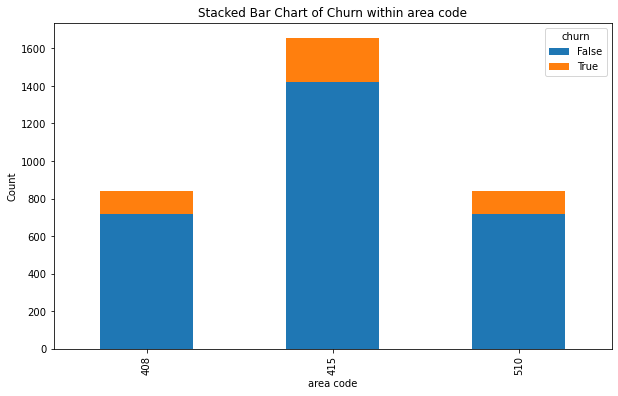 Stacked Bar Chart of Churn within area code
churn
False
True
1600
1400
1200
1000
800
600
400
200
0
Count
408
415
510
area code